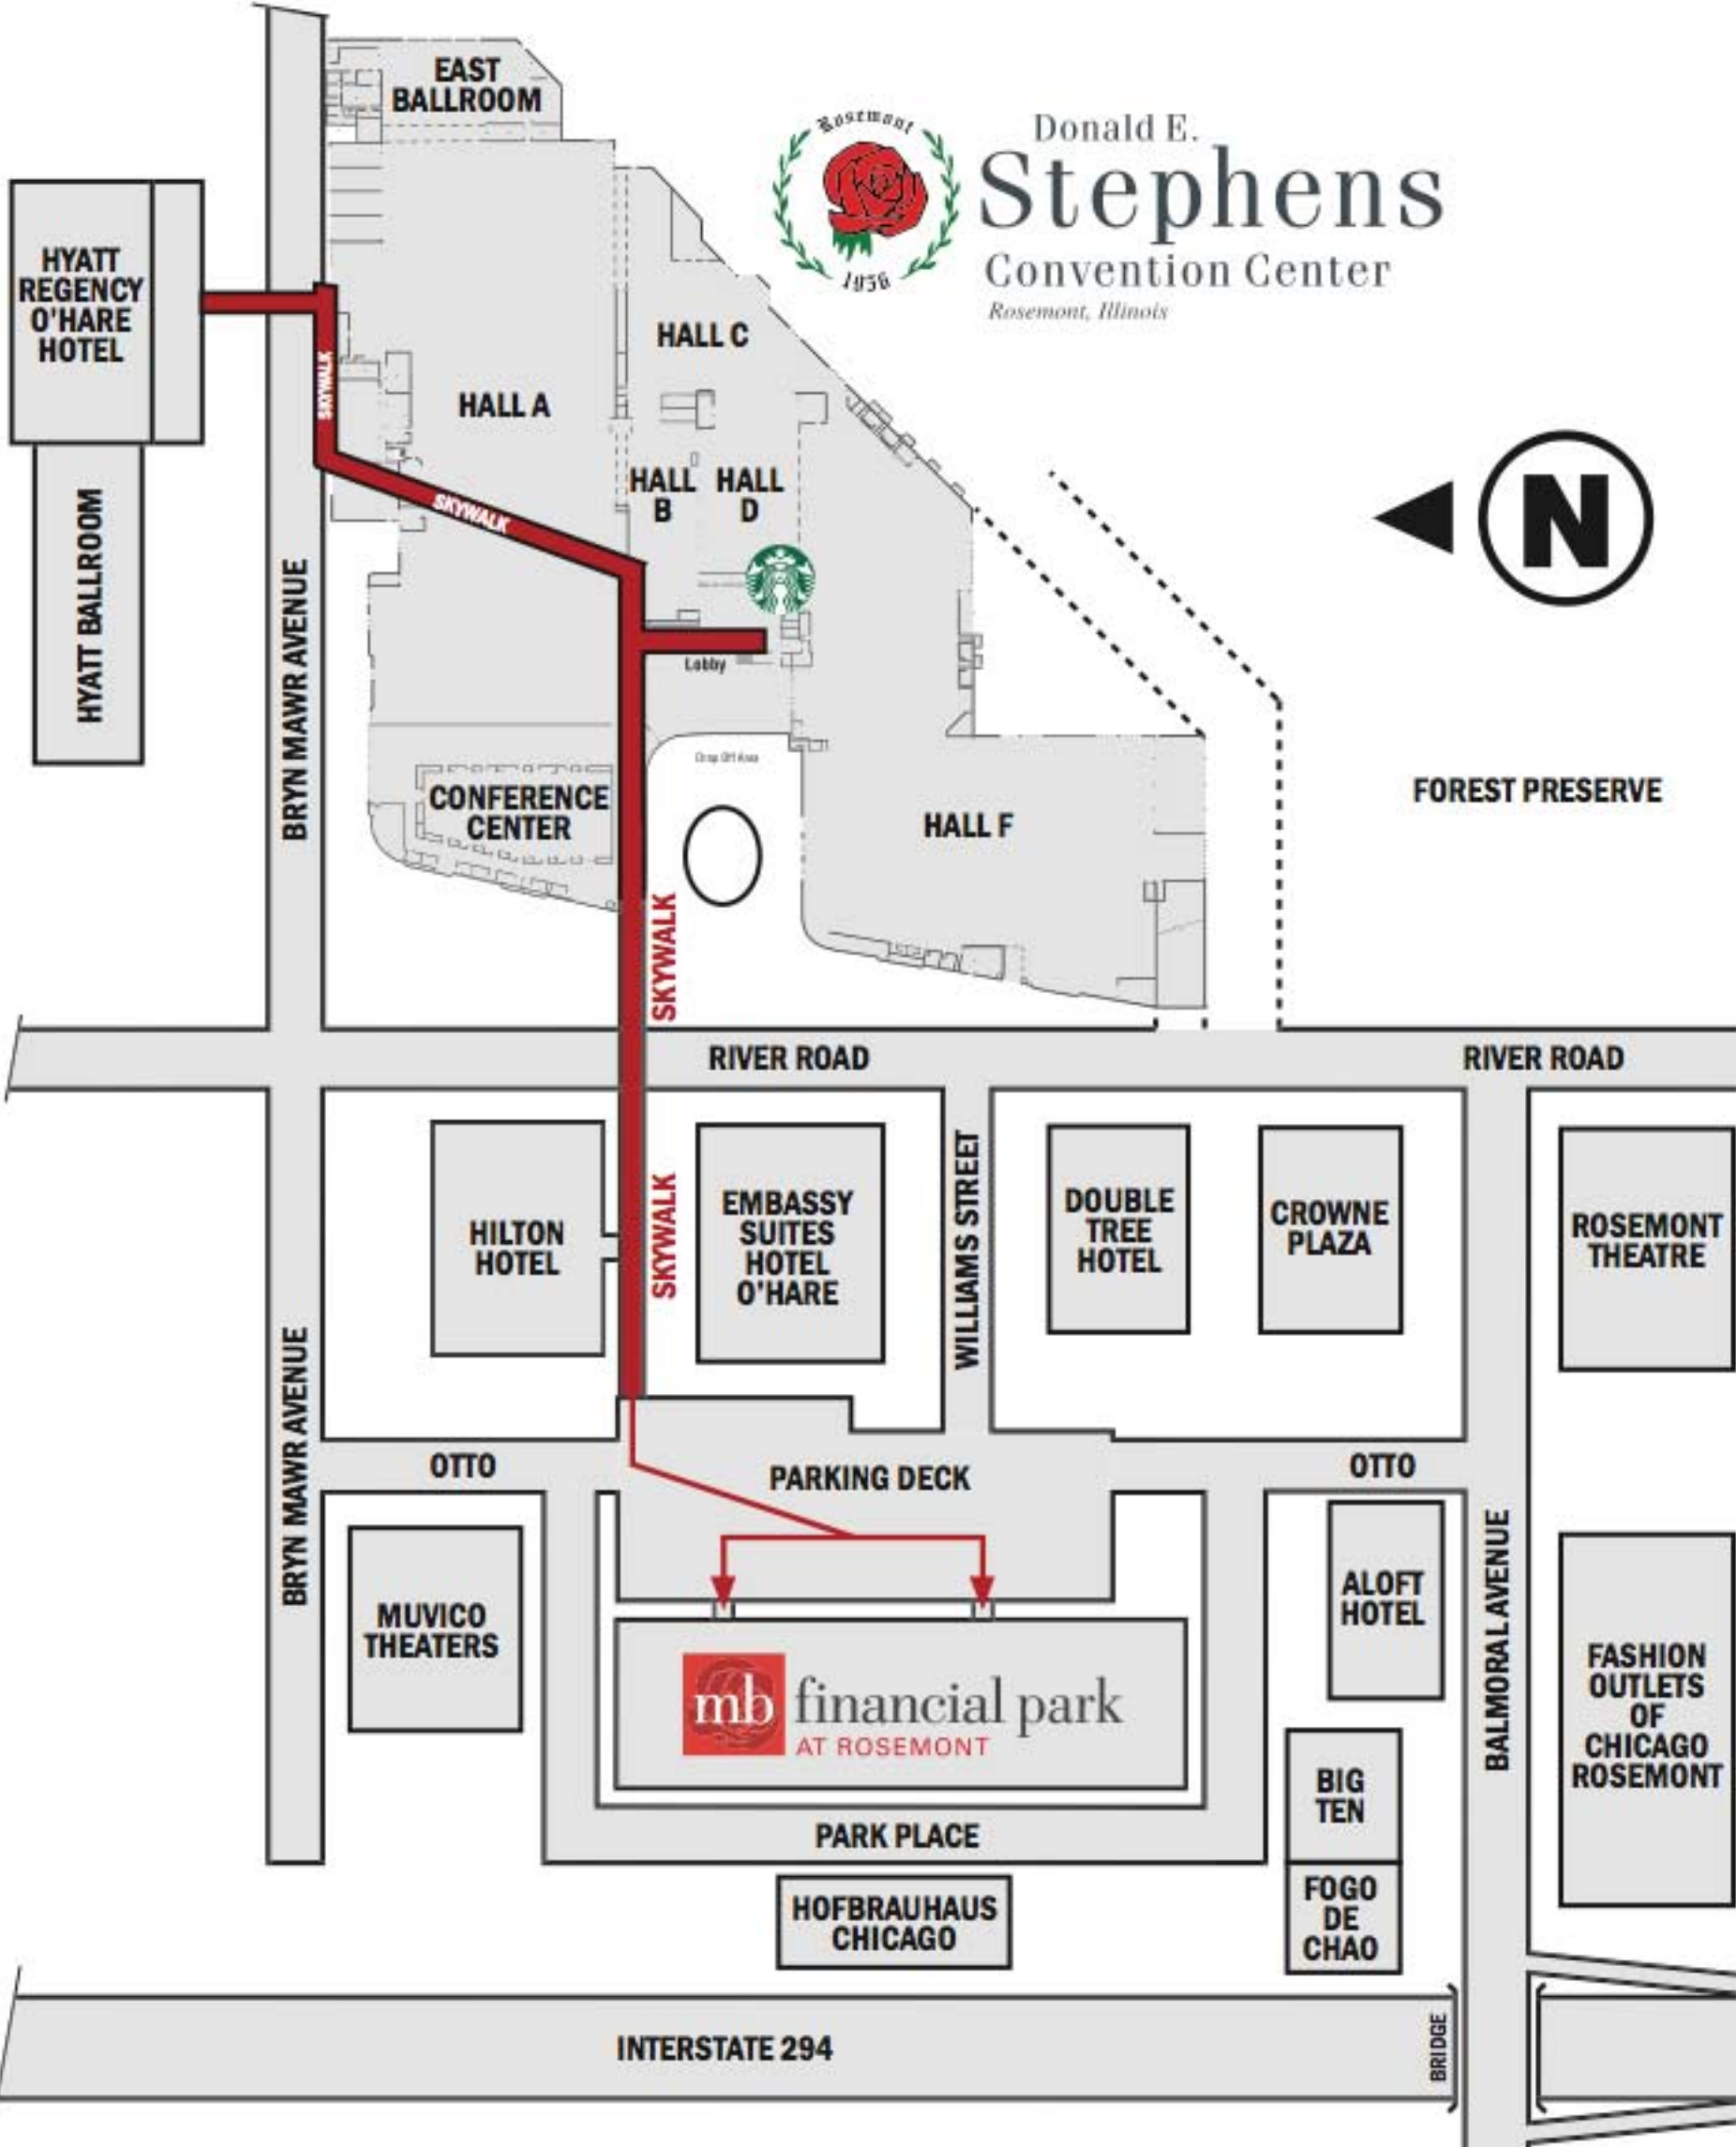 EAST
BALLROOM
Rosemont
1956
Donald E.
Stephens
Convention Center
Rosemont, Illinois
HYATT
REGENCY
O'HARE
HOTEL
SKYWALK
HALL C
HALL A
HALL
B
HALL
D
N
SKYWALK
HYATT BALLROOM
BRYN MAWR AVENUE
Lobby
Drop Off Area
CONFERENCE
CENTER
HALL F
FOREST PRESERVE
SKYWALK
RIVER ROAD
RIVER ROAD
HILTON
HOTEL
SKYWALK
EMBASSY
SUITES
HOTEL
O'HARE
WILLIAMS STREET
DOUBLE
TREE
HOTEL
CROWNE
PLAZA
ROSEMONT
THEATRE
BRYN MAWR AVENUE
OTTO
PARKING DECK
OTTO
MUVICO
THEATERS
ALOFT
HOTEL
BALMORAL AVENUE
FASHION
OUTLETS
OF
CHICAGO
ROSEMONT
mb financial park
AT ROSEMONT
BIG
TEN
PARK PLACE
HOFBRAUHAUS
CHICAGO
FOGO
DE
CHAO
INTERSTATE 294
BRIDGE